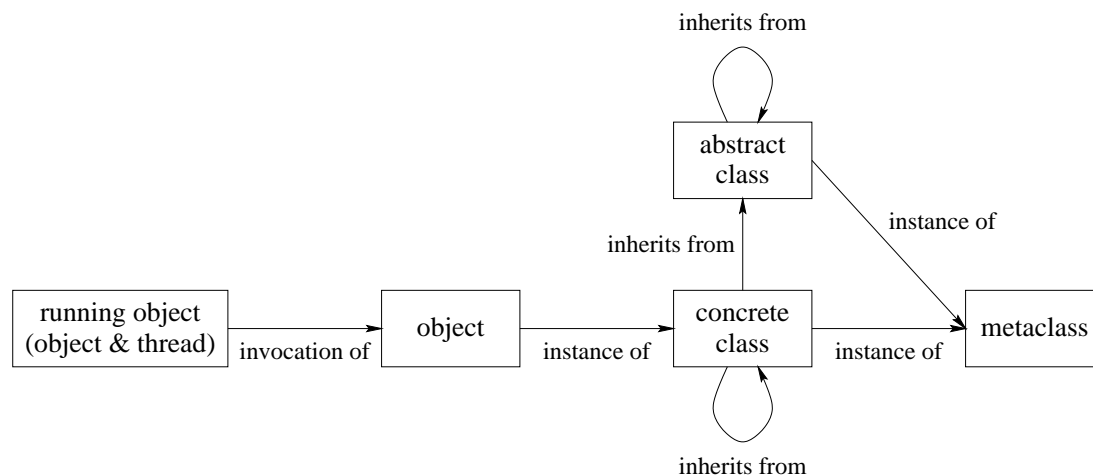 inherits from
abstract
class
instance of
inherits from
running object
(object & thread)
invocation of
object
instance of
concrete
class
instance of
metaclass
inherits from